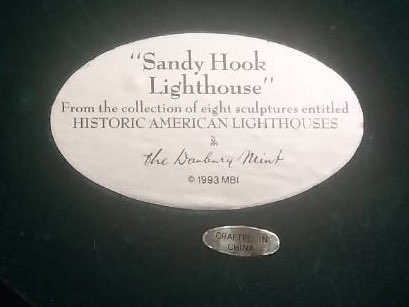 "Sandy Hook
Lighthouse"
From the collection of eight sculptures entitled
HISTORIC AMERICAN LIGHTHOUSES
The Danbury Mint
© 1993 MBI
CRAFTED IN
CHINA